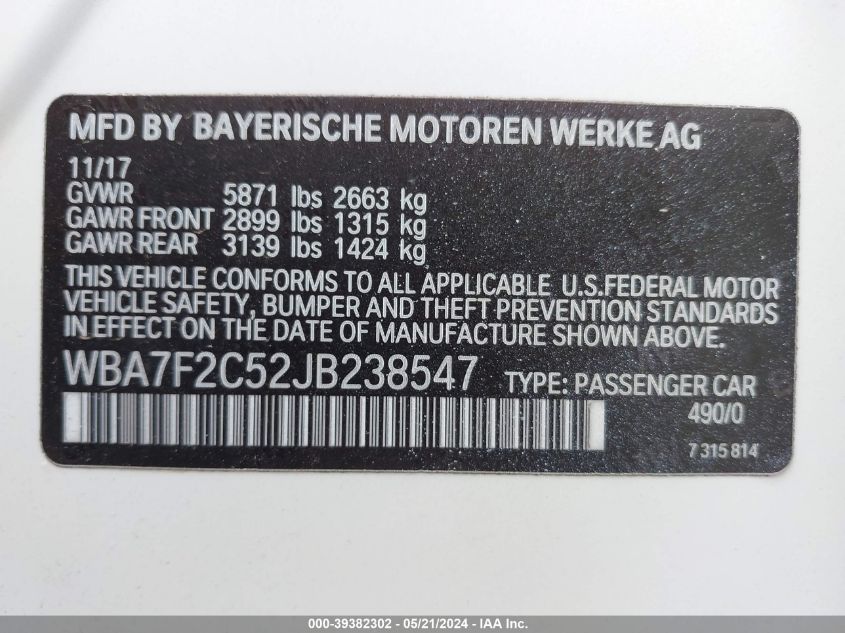 MFD BY BAYERISCHE MOTOREN WERKE AG
11/17
GVWR 5871 lbs 2663 kg
GAWR FRONT 2899 lbs 1315 kg
GAWR REAR 3139 lbs 1424 kg
THIS VEHICLE CONFORMS TO ALL APPLICABLE U.S.FEDERAL MOTOR
VEHICLE SAFETY, BUMPER AND THEFT PREVENTION STANDARDS
IN EFFECT ON THE DATE OF MANUFACTURE SHOWN ABOVE.
WBA7F2C52JB238547 TYPE: PASSENGER CAR
490/0
7 315 814
000-39382302 - 05/21/2024 - IAA Inc.